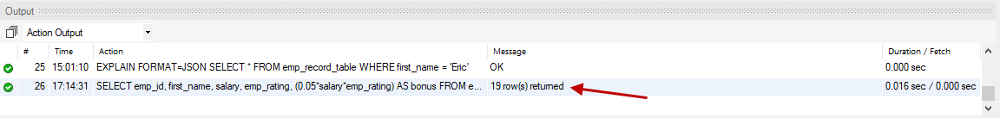 Output
Action Output
# Time Action Message Duration / Fetch
25 15:01:10 EXPLAIN FORMAT=JSON SELECT * FROM emp_record_table WHERE first_name = 'Eric' OK 0.000 sec
26 17:14:31 SELECT emp_id, first_name, salary, emp_rating, (0.05*salary*emp_rating) AS bonus FROM e... 19 row(s) returned 0.016 sec / 0.000 sec